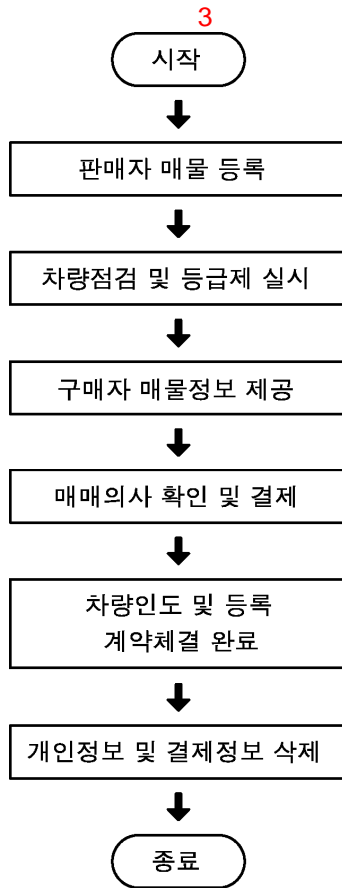 3
시작
판매자 매물 등록
차량점검 및 등급제 실시
구매자 매물정보 제공
매매의사 확인 및 결제
차량인도 및 등록
계약체결 완료
개인정보 및 결제정보 삭제
종료